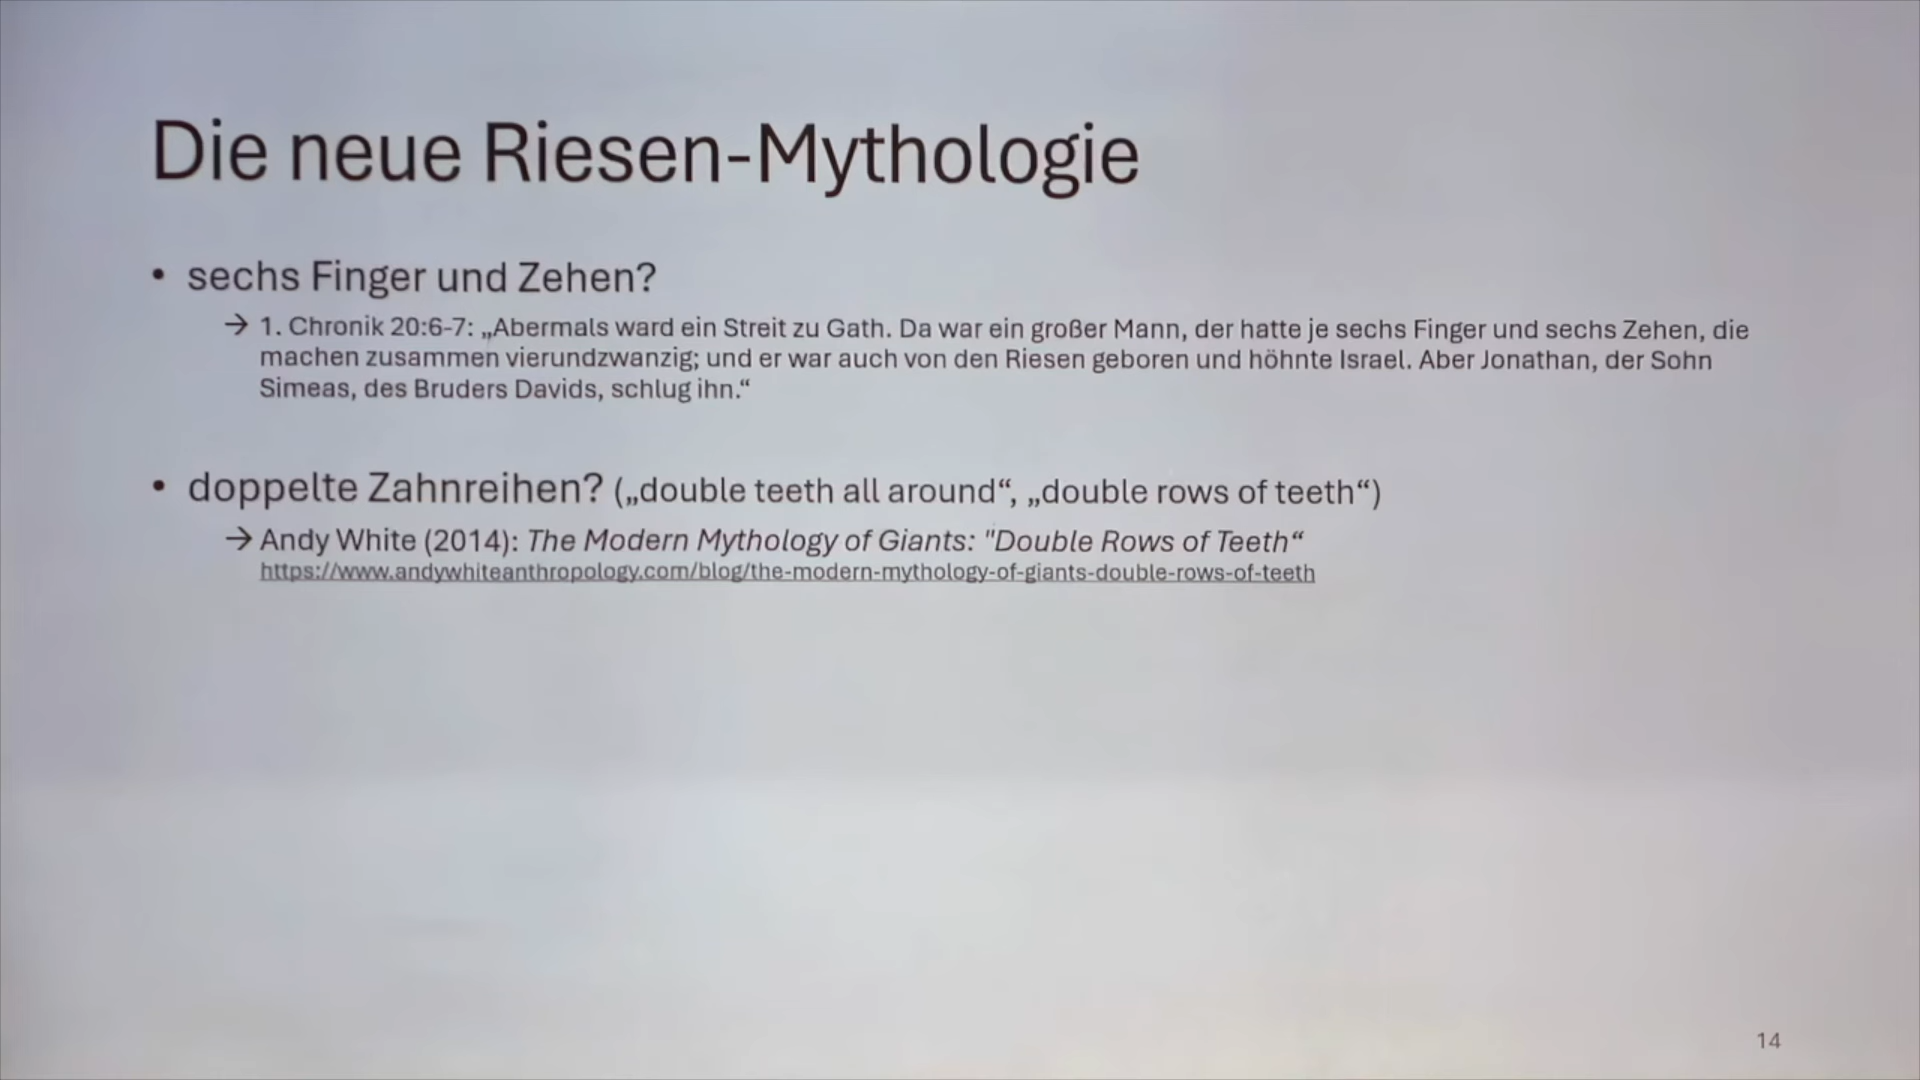 Die neue Riesen-Mythologie
• sechs Finger und Zehen?
→ 1. Chronik 20:6-7: „Abermals ward ein Streit zu Gath. Da war ein großer Mann, der hatte je sechs Finger und sechs Zehen, die
machen zusammen vierundzwanzig; und er war auch von den Riesen geboren und höhnte Israel. Aber Jonathan, der Sohn
Simeas, des Bruders Davids, schlug ihn.“
• doppelte Zahnreihen? („double teeth all around“, „double rows of teeth“)
→ Andy White (2014): The Modern Mythology of Giants: "Double Rows of Teeth“
https://www.andywhiteanthropology.com/blog/the-modern-mythology-of-giants-double-rows-of-teeth
14